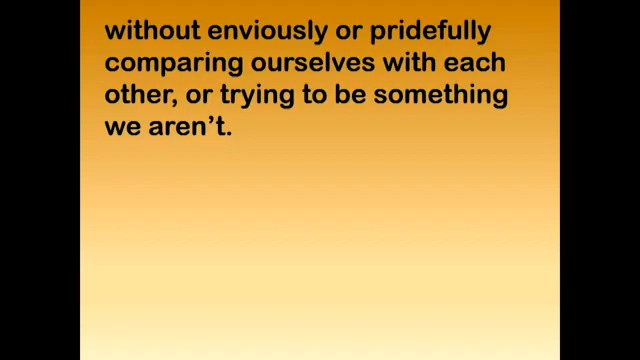 without enviously or pridefully
comparing ourselves with each
other, or trying to be something
we aren’t.